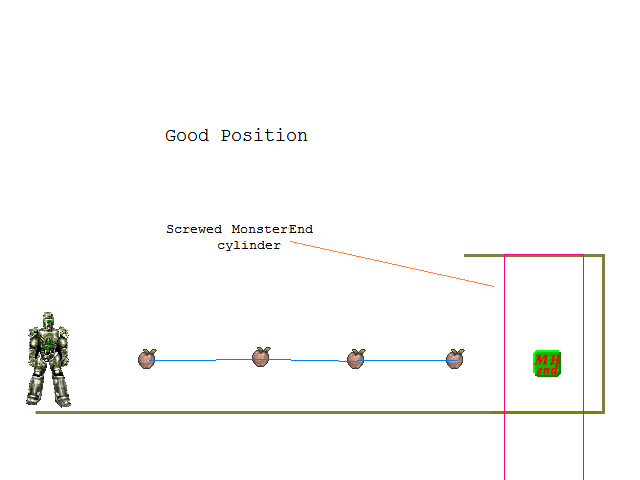 Good Position
Screwed MonsterEnd
cylinder
MH
end